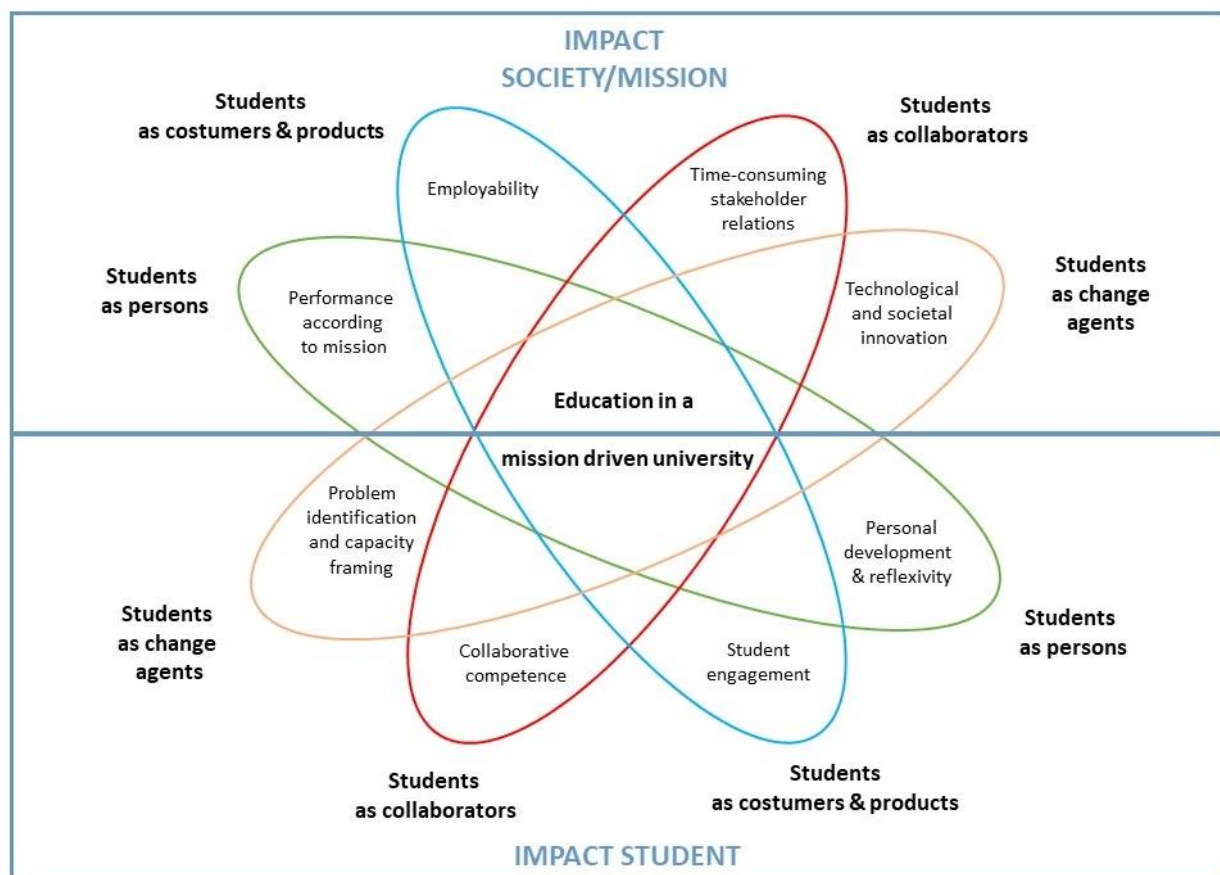 IMPACT
SOCIETY/MISSION
Students
as costumers & products
Students
as collaborators
Employability
Time-consuming
stakeholder
relations
Students
as persons
Students
as change
agents
Performance
according
to mission
Technological
and societal
innovation
Education in a
mission driven university
Problem
identification
and capacity
framing
Personal
development
& reflexivity
Students
as change
agents
Students
as persons
Collaborative
competence
Student
engagement
Students
as collaborators
Students
as costumers & products
IMPACT STUDENT